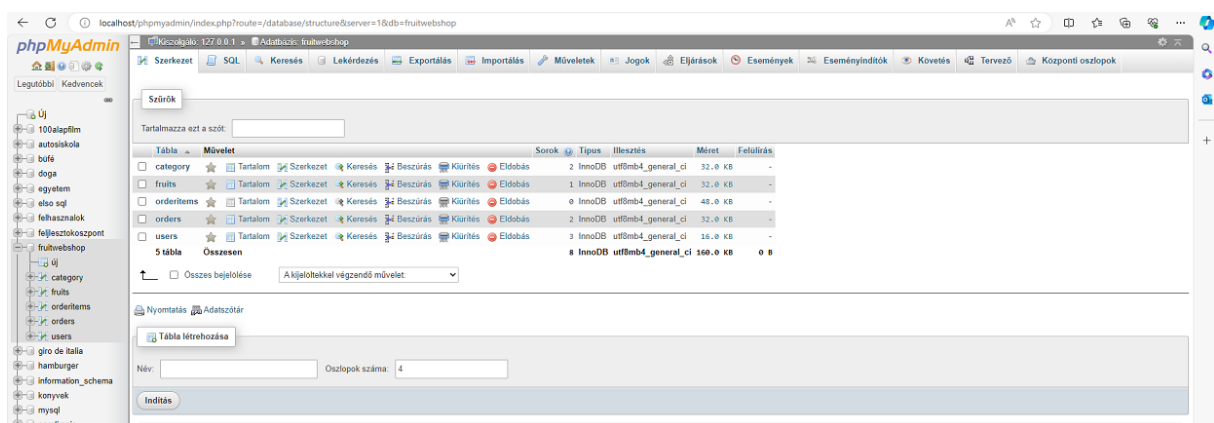 localhost/phpmyadmin/index.php?route=/database/structure&server=1&db=fruitwebshop
phpMyAdmin
Legutóbbi Kedvencek
Új
100alapfilm
autosiskola
büfé
doga
egyetem
elso sql
felhasznalok
feljlesztokoszpont
fruitwebshop
új
category
fruits
orderitems
orders
users
giro de italia
hamburger
information_schema
konyvek
mysql
Kiszolgáló: 127.0.0.1 » Adatbázis: fruitwebshop
Szerkezet SQL Keresés Lekérdezés Exportálás Importálás Műveletek Jogok Eljárások Események Eseményindítók Követés Tervező Központi oszlopok
Szűrők
Tartalmazza ezt a szót:
Tábla Művelet Sorok Típus Illesztés Méret Felülírás
category Tartalom Szerkezet Keresés Beszúrás Kiürítés Eldobás 2 InnoDB utf8mb4_general_ci 32.0 KB -
fruits Tartalom Szerkezet Keresés Beszúrás Kiürítés Eldobás 1 InnoDB utf8mb4_general_ci 32.0 KB -
orderitems Tartalom Szerkezet Keresés Beszúrás Kiürítés Eldobás 0 InnoDB utf8mb4_general_ci 48.0 KB -
orders Tartalom Szerkezet Keresés Beszúrás Kiürítés Eldobás 2 InnoDB utf8mb4_general_ci 32.0 KB -
users Tartalom Szerkezet Keresés Beszúrás Kiürítés Eldobás 3 InnoDB utf8mb4_general_ci 16.0 KB -
5 tábla Összesen 8 InnoDB utf8mb4_general_ci 160.0 KB 0 B
Összes bejelölése A kijelöltekkel végzendő művelet:
Nyomtatás Adatszótár
Tábla létrehozása
Név: Oszlopok száma: 4
Indítás